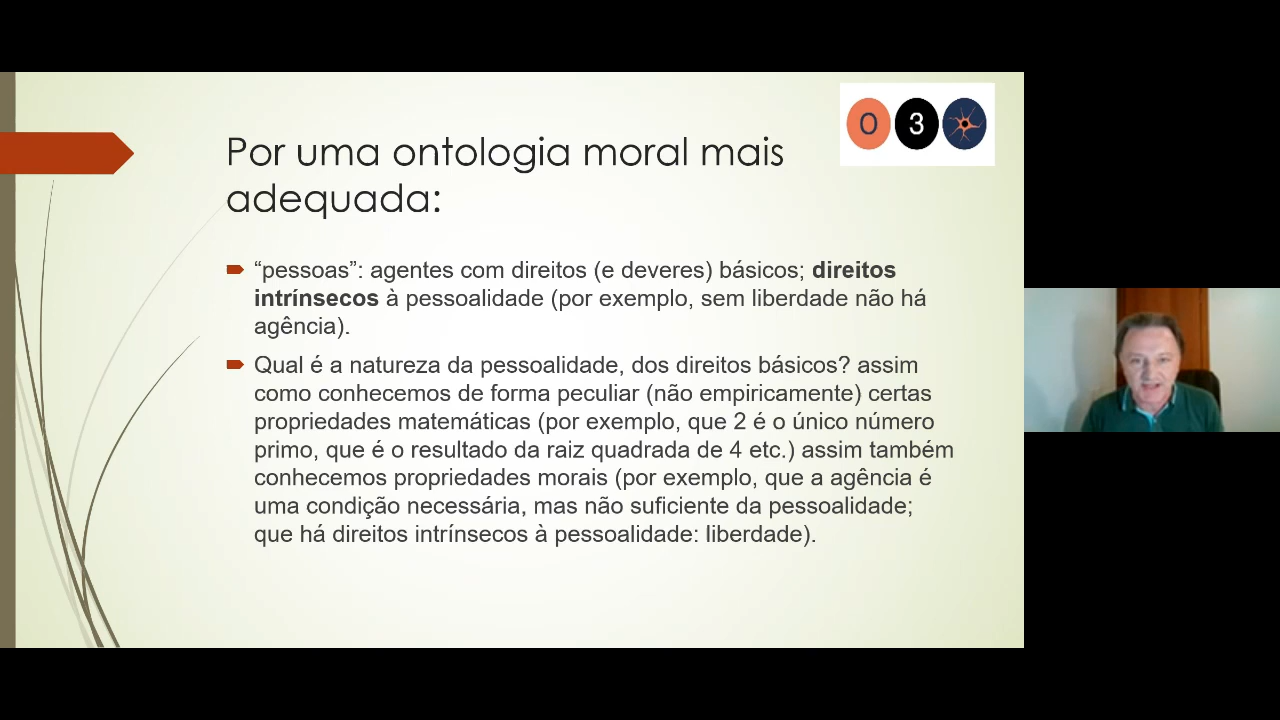 O 3
Por uma ontologia moral mais
adequada:
“pessoas”: agentes com direitos (e deveres) básicos; direitos
intrínsecos à pessoalidade (por exemplo, sem liberdade não há
agência).
Qual é a natureza da pessoalidade, dos direitos básicos? assim
como conhecemos de forma peculiar (não empiricamente) certas
propriedades matemáticas (por exemplo, que 2 é o único número
primo, que é o resultado da raiz quadrada de 4 etc.) assim também
conhecemos propriedades morais (por exemplo, que a agência é
uma condição necessária, mas não suficiente da pessoalidade;
que há direitos intrínsecos à pessoalidade: liberdade).